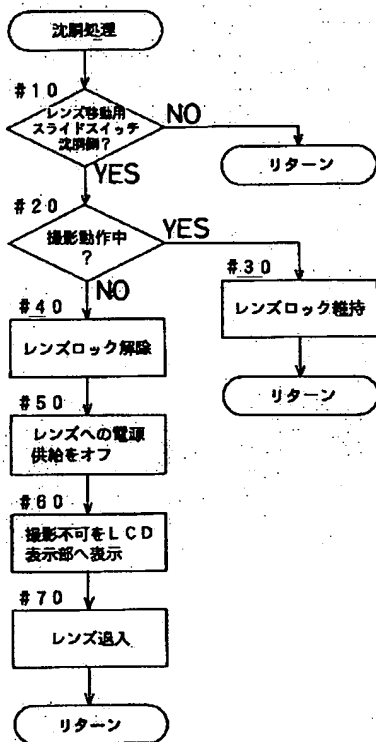 沈胴処理
#10
レンズ移動用
スライドスイッチ
沈胴側?
NO
リターン
YES
#20
撮影動作中
?
YES
#30
レンズロック維持
リターン
NO
#40
レンズロック解除
#50
レンズへの電源
供給をオフ
#60
撮影不可をLCD
表示部へ表示
#70
レンズ退入
リターン